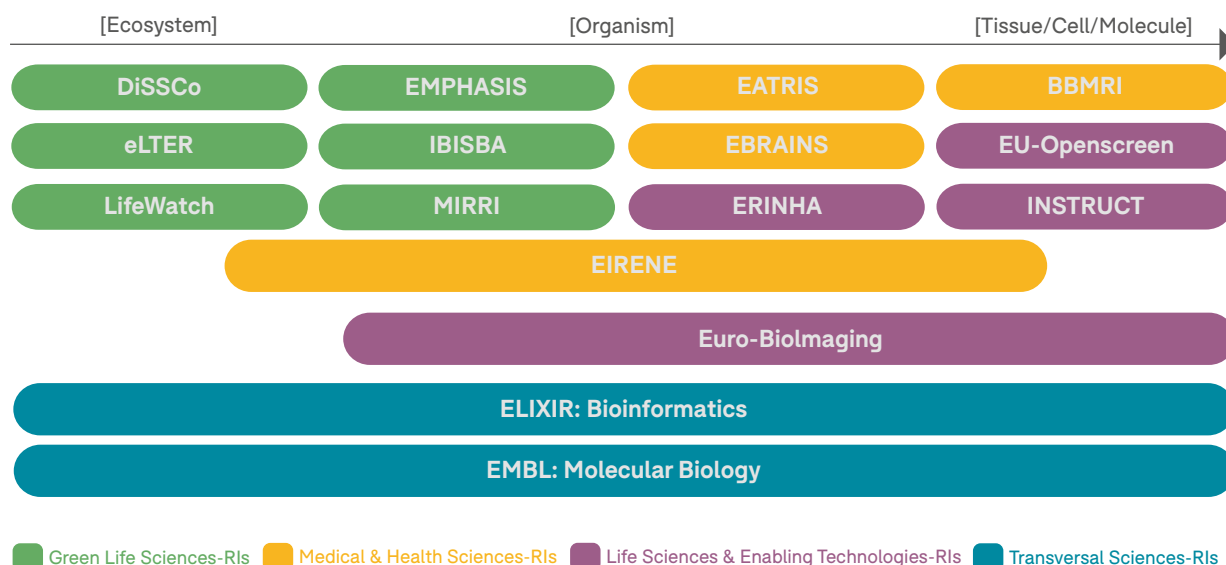 [Ecosystem] [Organism] [Tissue/Cell/Molecule]
DiSSCo EMPHASIS EATRIS BBMRI
eLTER IBISBA EBRAINS EU-Openscreen
LifeWatch MIRRI ERINHA INSTRUCT
EIRENE
Euro-BioImaging
ELIXIR: Bioinformatics
EMBL: Molecular Biology
Green Life Sciences-RIs Medical & Health Sciences-RIs Life Sciences & Enabling Technologies-RIs Transversal Sciences-RIs